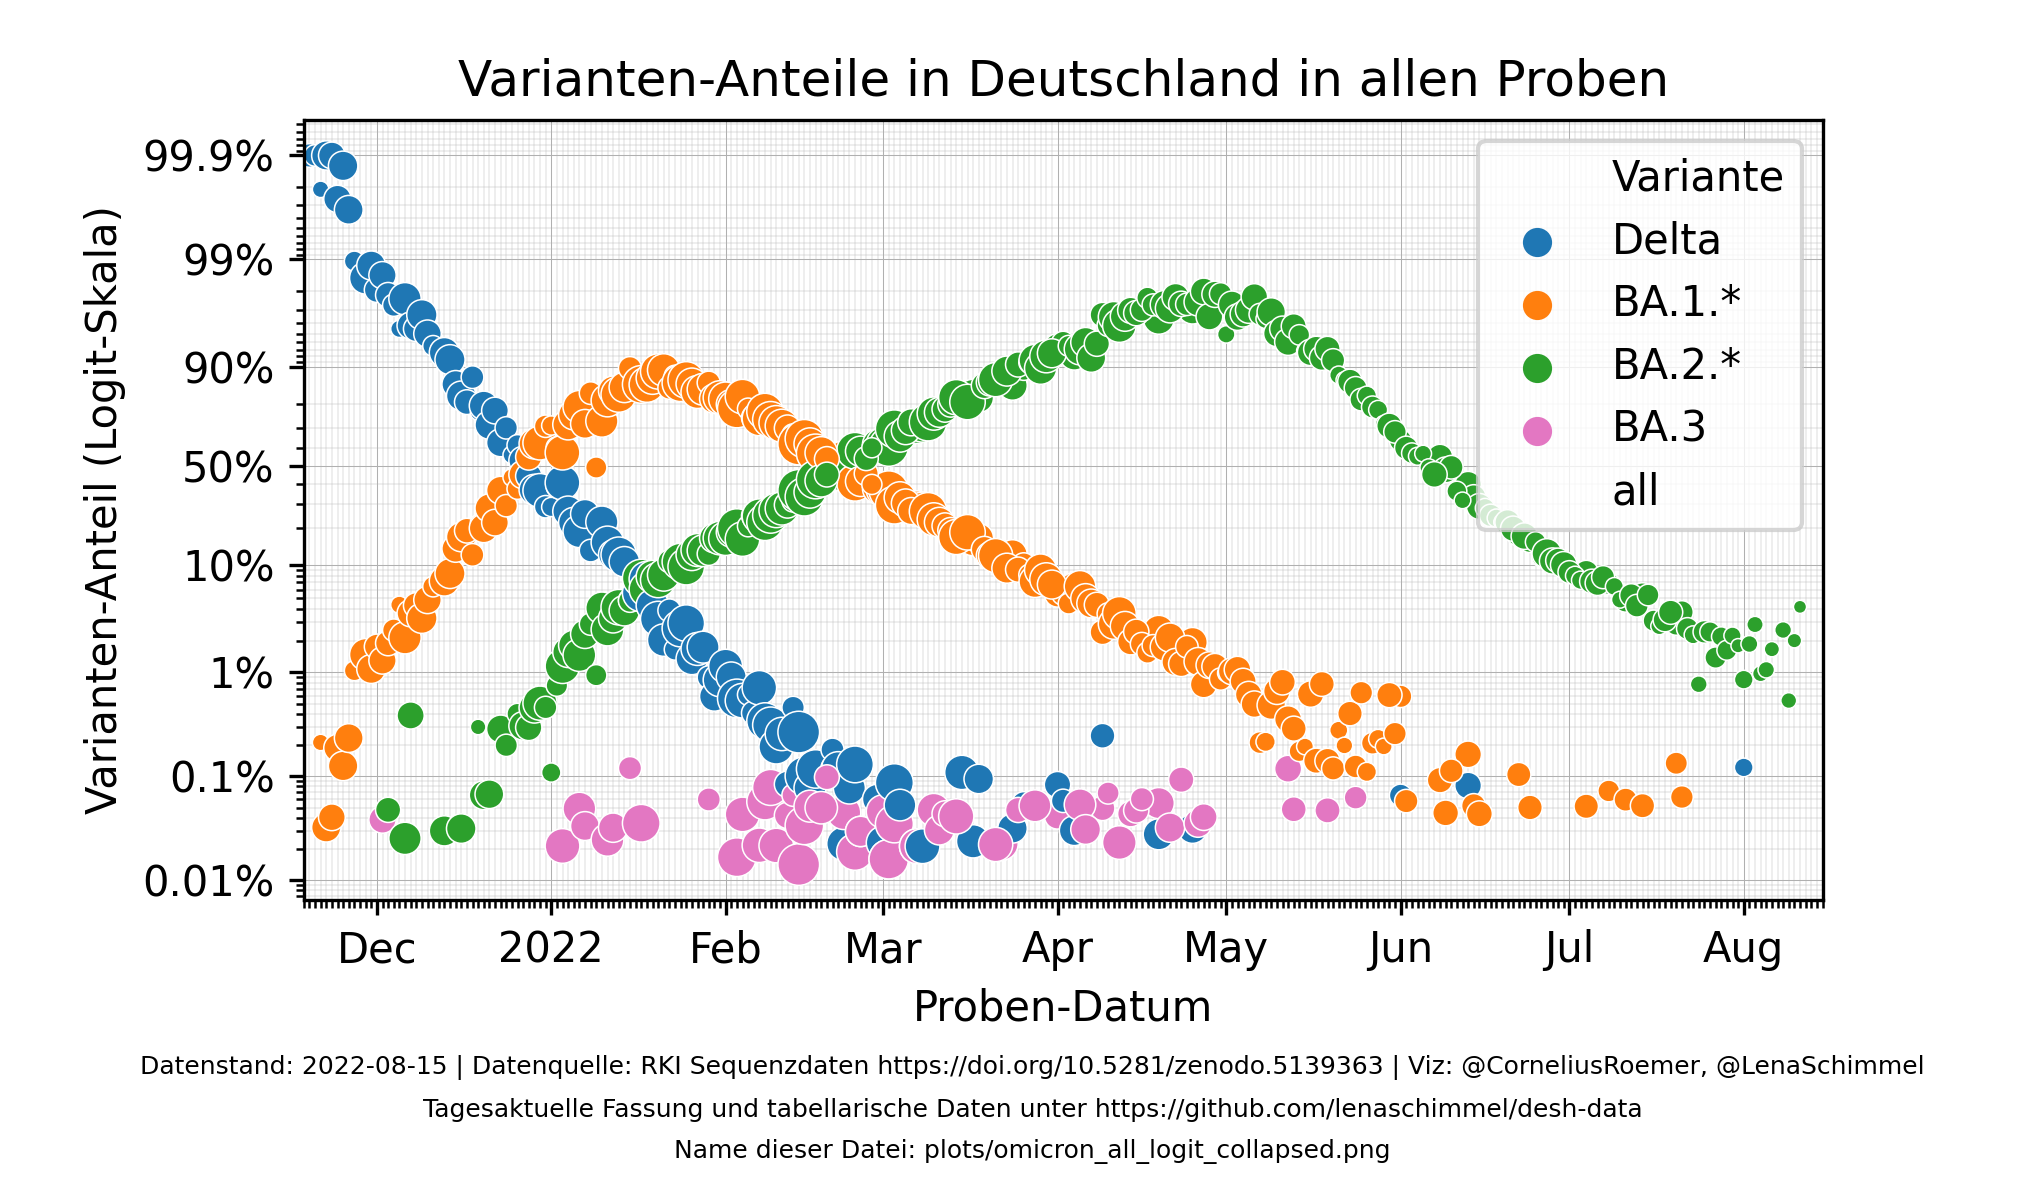 Varianten-Anteile in Deutschland in allen Proben
Varianten-Anteil (Logit-Skala)
99.9%
99%
90%
50%
10%
1%
0.1%
0.01%
Variante
Delta
BA.1.*
BA.2.*
BA.3
all
Dec 2022 Feb Mar Apr May Jun Jul Aug
Proben-Datum
Datenstand: 2022-08-15 | Datenquelle: RKI Sequenzdaten https://doi.org/10.5281/zenodo.5139363 | Viz: @CorneliusRoemer, @LenaSchimmel
Tagesaktuelle Fassung und tabellarische Daten unter https://github.com/lenaschimmel/desh-data
Name dieser Datei: plots/omicron_all_logit_collapsed.png